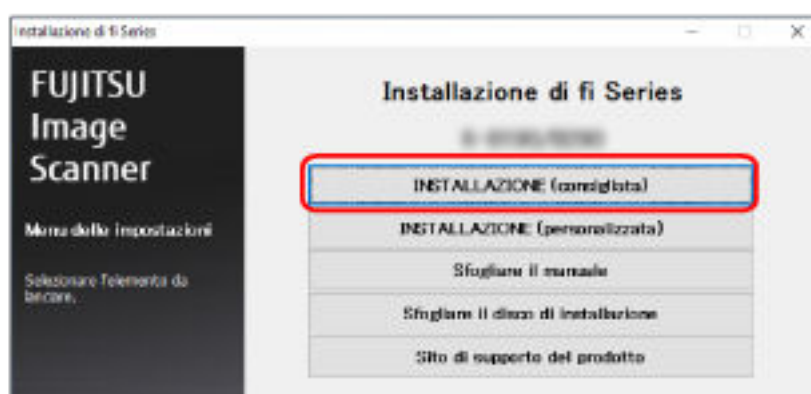 Installazione di fi Series
FUJITSU
Image
Scanner
Menu delle impostazioni
Selezionare l'elemento da
lanciare.
Installazione di fi Series
INSTALLAZIONE (consigliata)
INSTALLAZIONE (personalizzata)
Sfogliare il manuale
Sfogliare il disco di installazione
Sito di supporto del prodotto